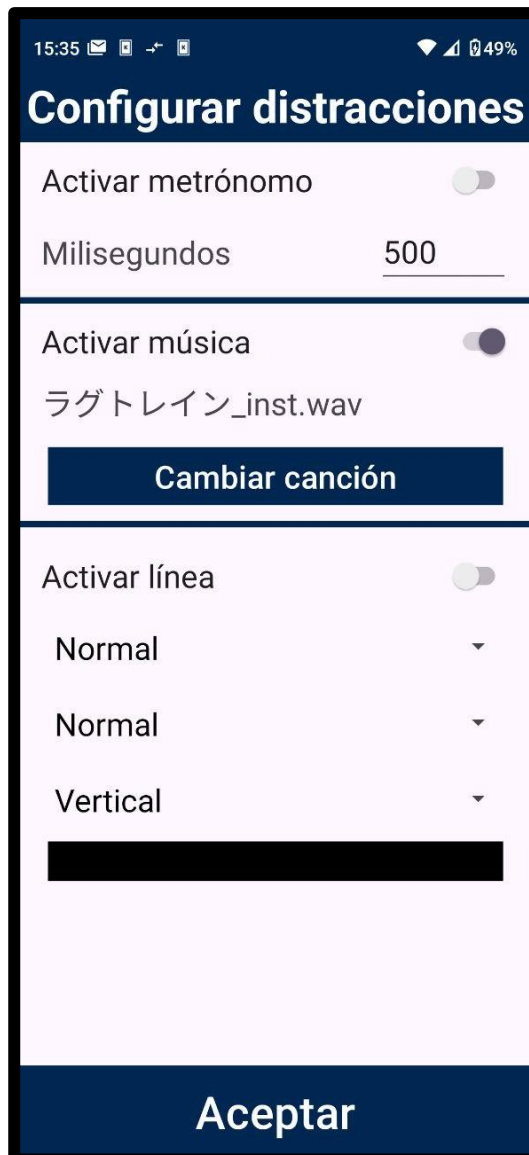 15:35
49%
Configurar distracciones
Activar metrónomo
Milisegundos 500
Activar música
ラグトレイン_inst.wav
Cambiar canción
Activar línea
Normal
Normal
Vertical
Aceptar